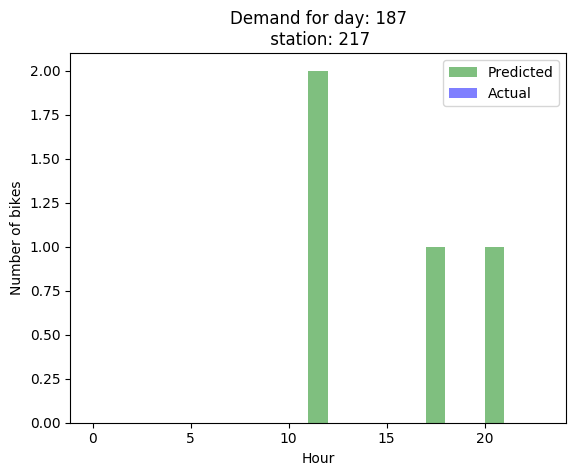 Demand for day: 187
station: 217
Predicted
Actual
Number of bikes
2.00
1.75
1.50
1.25
1.00
0.75
0.50
0.25
0.00
0 5 10 15 20
Hour